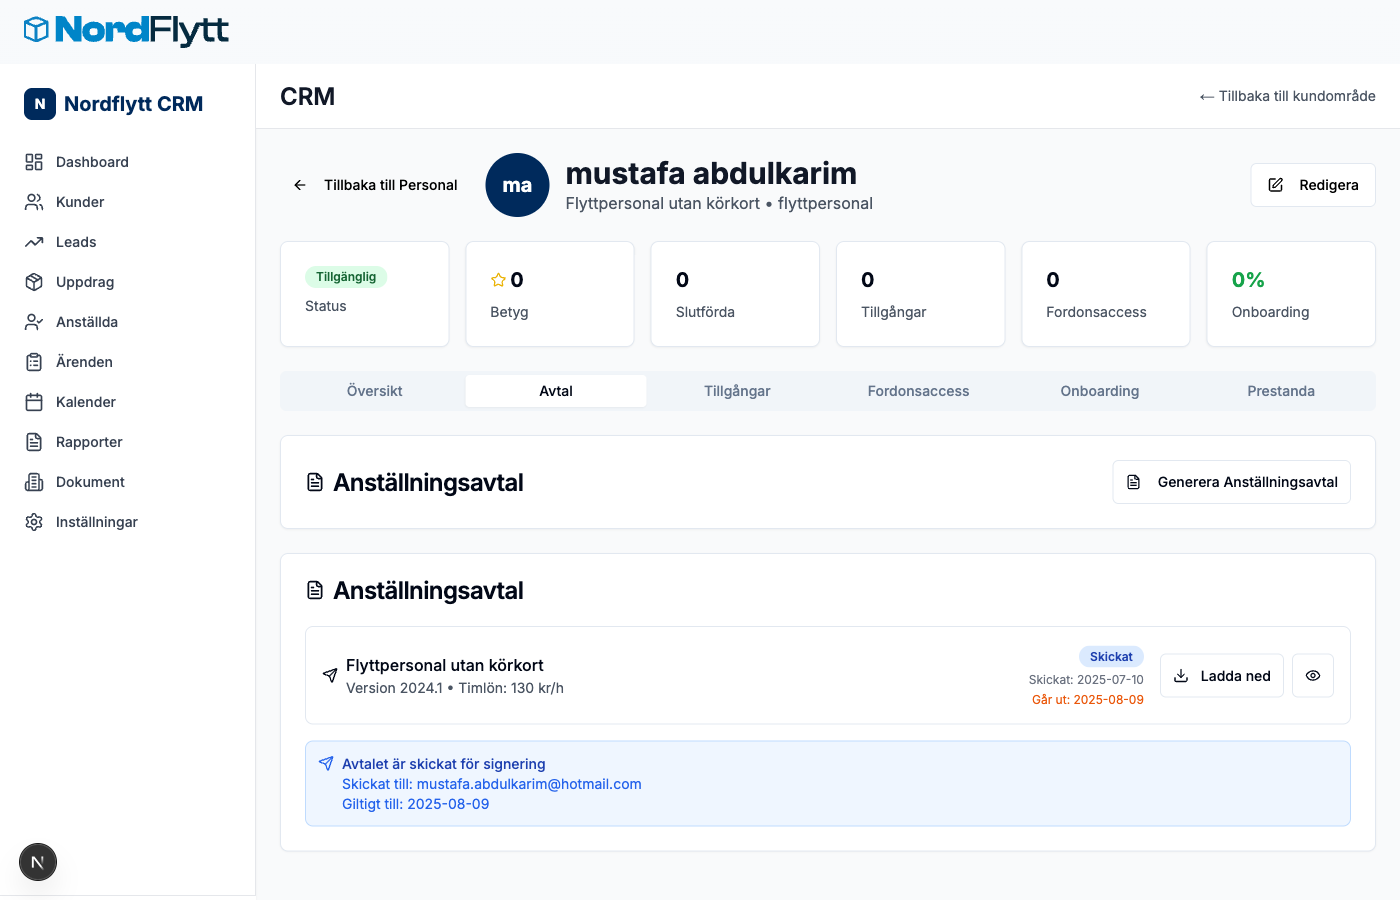 NordFlytt
N
Nordflytt CRM
Dashboard
Kunder
Leads
Uppdrag
Anställda
Ärenden
Kalender
Rapporter
Dokument
Inställningar
N
CRM
← Tillbaka till kundområde
← Tillbaka till Personal
ma
mustafa abdulkarim
Flyttpersonal utan körkort • flyttpersonal
Redigera
Tillgänglig
Status
0
Betyg
0
Slutförda
0
Tillgångar
0
Fordonsaccess
0%
Onboarding
Översikt
Avtal
Tillgångar
Fordonsaccess
Onboarding
Prestanda
Anställningsavtal
Generera Anställningsavtal
Anställningsavtal
Flyttpersonal utan körkort
Version 2024.1 • Timlön: 130 kr/h
Skickat
Skickat: 2025-07-10
Går ut: 2025-08-09
Ladda ned
Avtalet är skickat för signering
Skickat till: mustafa.abdulkarim@hotmail.com
Giltigt till: 2025-08-09